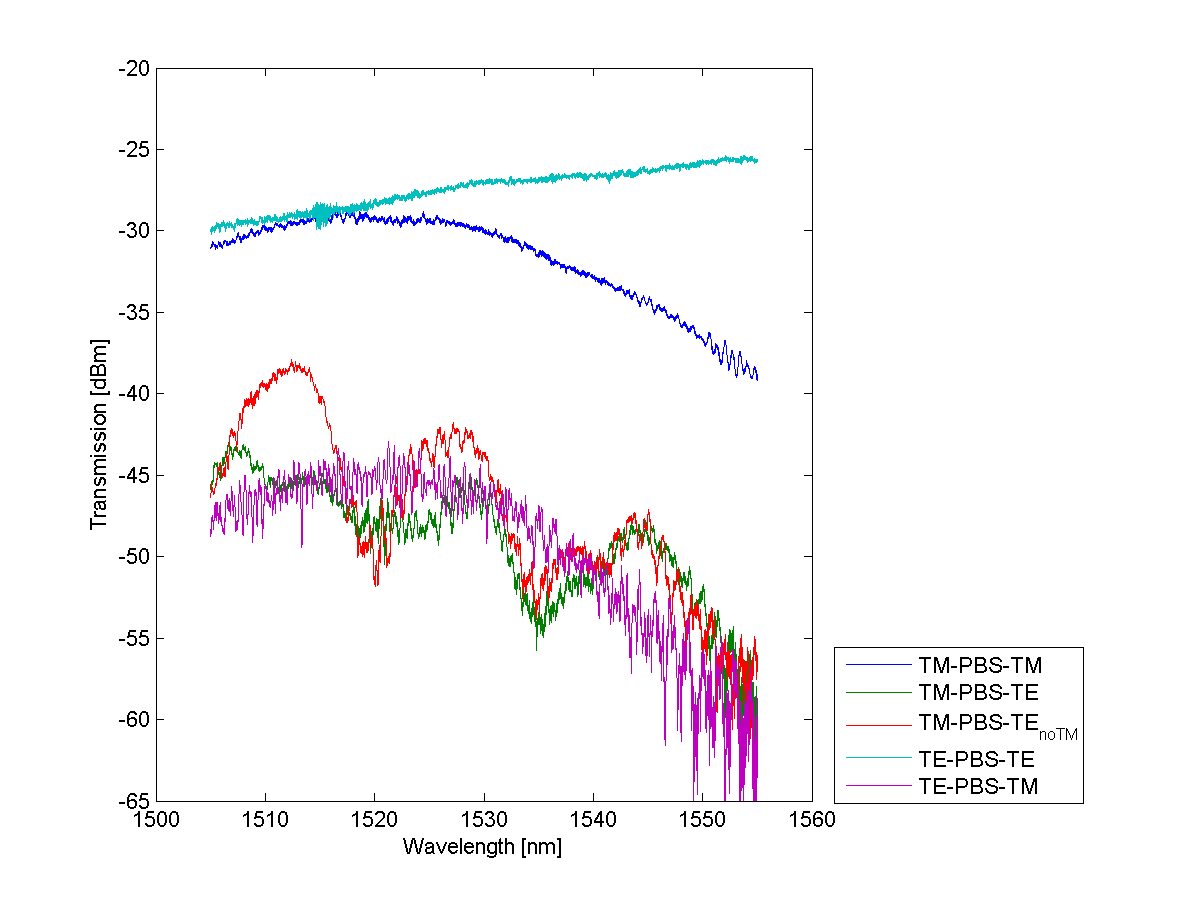 -20
-25
-30
-35
-40
-45
-50
-55
-60
-65
Transmission [dBm]
1500 1510 1520 1530 1540 1550 1560
Wavelength [nm]
TM-PBS-TM
TM-PBS-TE
TM-PBS-TEnoTM
TE-PBS-TE
TE-PBS-TM